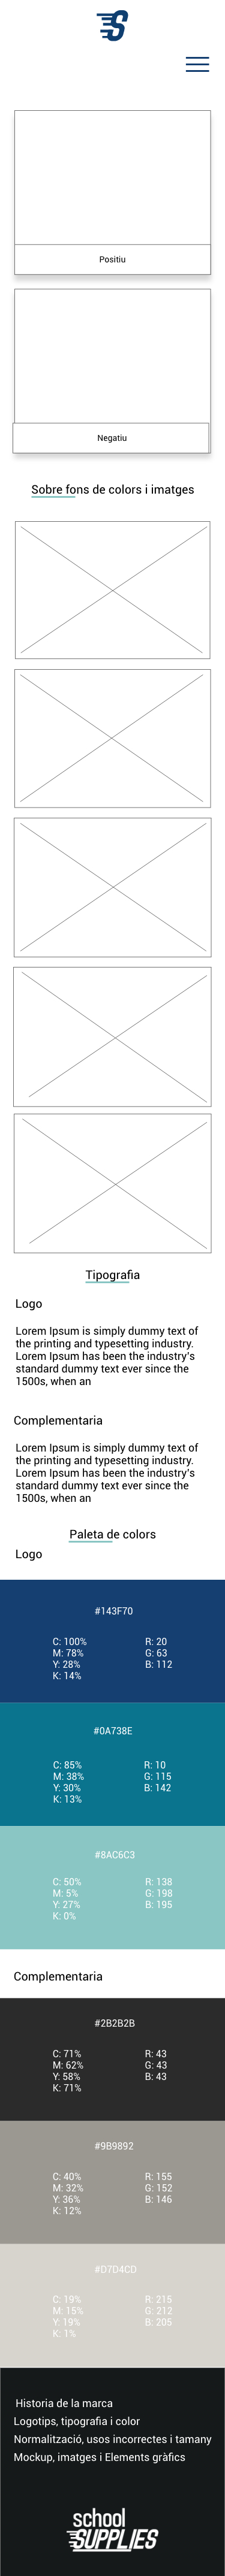 S
Positiu
Negatiu
Sobre fons de colors i imatges
Tipografia
Logo
Lorem Ipsum is simply dummy text of
the printing and typesetting industry.
Lorem Ipsum has been the industry's
standard dummy text ever since the
1500s, when an
Complementaria
Lorem Ipsum is simply dummy text of
the printing and typesetting industry.
Lorem Ipsum has been the industry's
standard dummy text ever since the
1500s, when an
Paleta de colors
Logo
#143F70
C: 100%
M: 78%
Y: 28%
K: 14%
R: 20
G: 63
B: 112
#0A738E
C: 85%
M: 38%
Y: 30%
K: 13%
R: 10
G: 115
B: 142
#8AC6C3
C: 50%
M: 5%
Y: 27%
K: 0%
R: 138
G: 198
B: 195
Complementaria
#2B2B2B
C: 71%
M: 62%
Y: 58%
K: 71%
R: 43
G: 43
B: 43
#9B9892
C: 40%
M: 32%
Y: 36%
K: 12%
R: 155
G: 152
B: 146
#D7D4CD
C: 19%
M: 15%
Y: 19%
K: 1%
R: 215
G: 212
B: 205
Historia de la marca
Logotips, tipografia i color
Normalització, usos incorrectes i tamany
Mockup, imatges i Elements gràfics
school
SUPPLIES